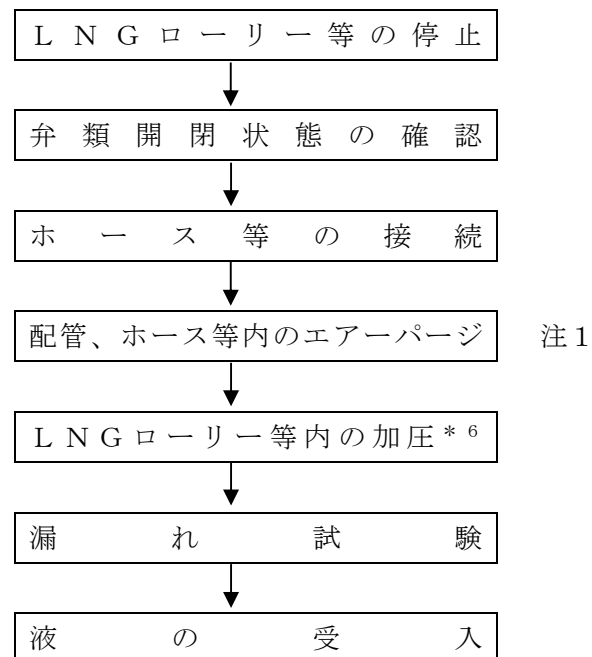 LNGローリー等の停止
弁類開閉状態の確認
ホース等の接続
配管、ホース等内のエアーパージ 注1
LNGローリー等内の加圧*6
漏れ試験
液の受入